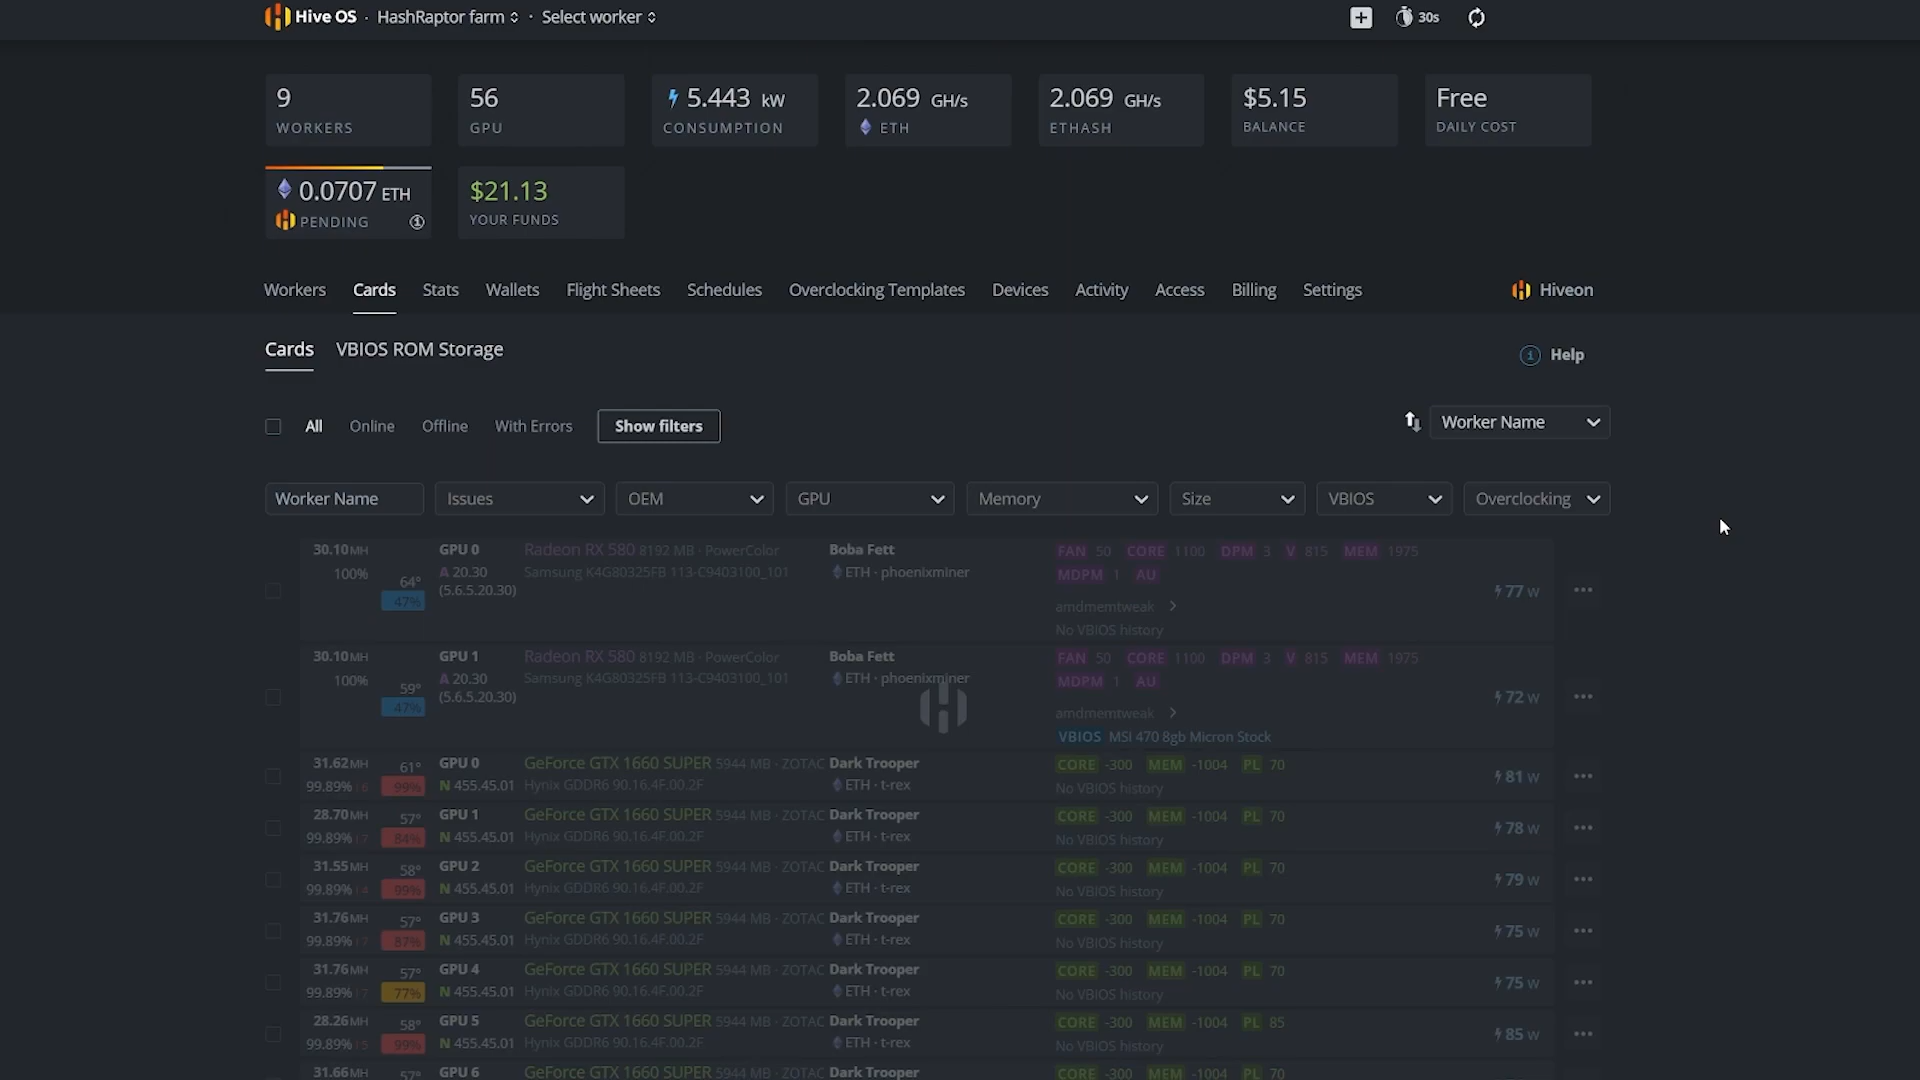 Hive OS · HashRaptor farm · Select worker 30s
9 56 5.443 kW 2.069 GH/s 2.069 GH/s $5.15 Free
WORKERS GPU CONSUMPTION ETH ETHASH BALANCE DAILY COST
0.0707 ETH $21.13
PENDING YOUR FUNDS
Workers Cards Stats Wallets Flight Sheets Schedules Overclocking Templates Devices Activity Access Billing Settings Hiveon
Cards VBIOS ROM Storage Help
All Online Offline With Errors Show filters Worker Name
Worker Name Issues OEM GPU Memory Size VBIOS Overclocking
30.10 MH GPU 0 Radeon RX 580 8192 MB · PowerColor Boba Fett FAN 50 CORE 1100 DPM 3 V 815 MEM 1975
100% 64° A 20.30 Samsung K4G80325FB 113-C9403100_101 ETH · phoenixminer MDPM 1 AU
47% (5.6.5.20.30) amdmemtweak 77 W
No VBIOS history
30.10 MH GPU 1 Radeon RX 580 8192 MB · PowerColor Boba Fett FAN 50 CORE 1100 DPM 3 V 815 MEM 1975
100% 59° A 20.30 Samsung K4G80325FB 113-C9403100_101 ETH · phoenixminer MDPM 1 AU
47% (5.6.5.20.30) amdmemtweak 72 W
VBIOS MSI 470 8gb Micron Stock
31.62 MH 61° GPU 0 GeForce GTX 1660 SUPER 5944 MB · ZOTAC Dark Trooper CORE -300 MEM -1004 PL 70 81 W
99.89% 6 99% N 455.45.01 Hynix GDDR6 90.16.4F.00.2F ETH · t-rex No VBIOS history
28.70 MH 57° GPU 1 GeForce GTX 1660 SUPER 5944 MB · ZOTAC Dark Trooper CORE -300 MEM -1004 PL 70 78 W
99.89% 7 84% N 455.45.01 Hynix GDDR6 90.16.4F.00.2F ETH · t-rex No VBIOS history
31.55 MH 58° GPU 2 GeForce GTX 1660 SUPER 5944 MB · ZOTAC Dark Trooper CORE -300 MEM -1004 PL 70 79 W
99.89% 4 99% N 455.45.01 Hynix GDDR6 90.16.4F.00.2F ETH · t-rex No VBIOS history
31.76 MH 57° GPU 3 GeForce GTX 1660 SUPER 5944 MB · ZOTAC Dark Trooper CORE -300 MEM -1004 PL 70 75 W
99.89% 7 87% N 455.45.01 Hynix GDDR6 90.16.4F.00.2F ETH · t-rex No VBIOS history
31.76 MH 57° GPU 4 GeForce GTX 1660 SUPER 5944 MB · ZOTAC Dark Trooper CORE -300 MEM -1004 PL 70 75 W
99.89% 7 77% N 455.45.01 Hynix GDDR6 90.16.4F.00.2F ETH · t-rex No VBIOS history
28.26 MH 58° GPU 5 GeForce GTX 1660 SUPER 5944 MB · ZOTAC Dark Trooper CORE -300 MEM -1004 PL 85 85 W
99.89% 5 99% N 455.45.01 Hynix GDDR6 90.16.4F.00.2F ETH · t-rex No VBIOS history
31.66 MH 57° GPU 6 GeForce GTX 1660 SUPER 5944 MB · ZOTAC Dark Trooper CORE -300 MEM -1004 PL 70